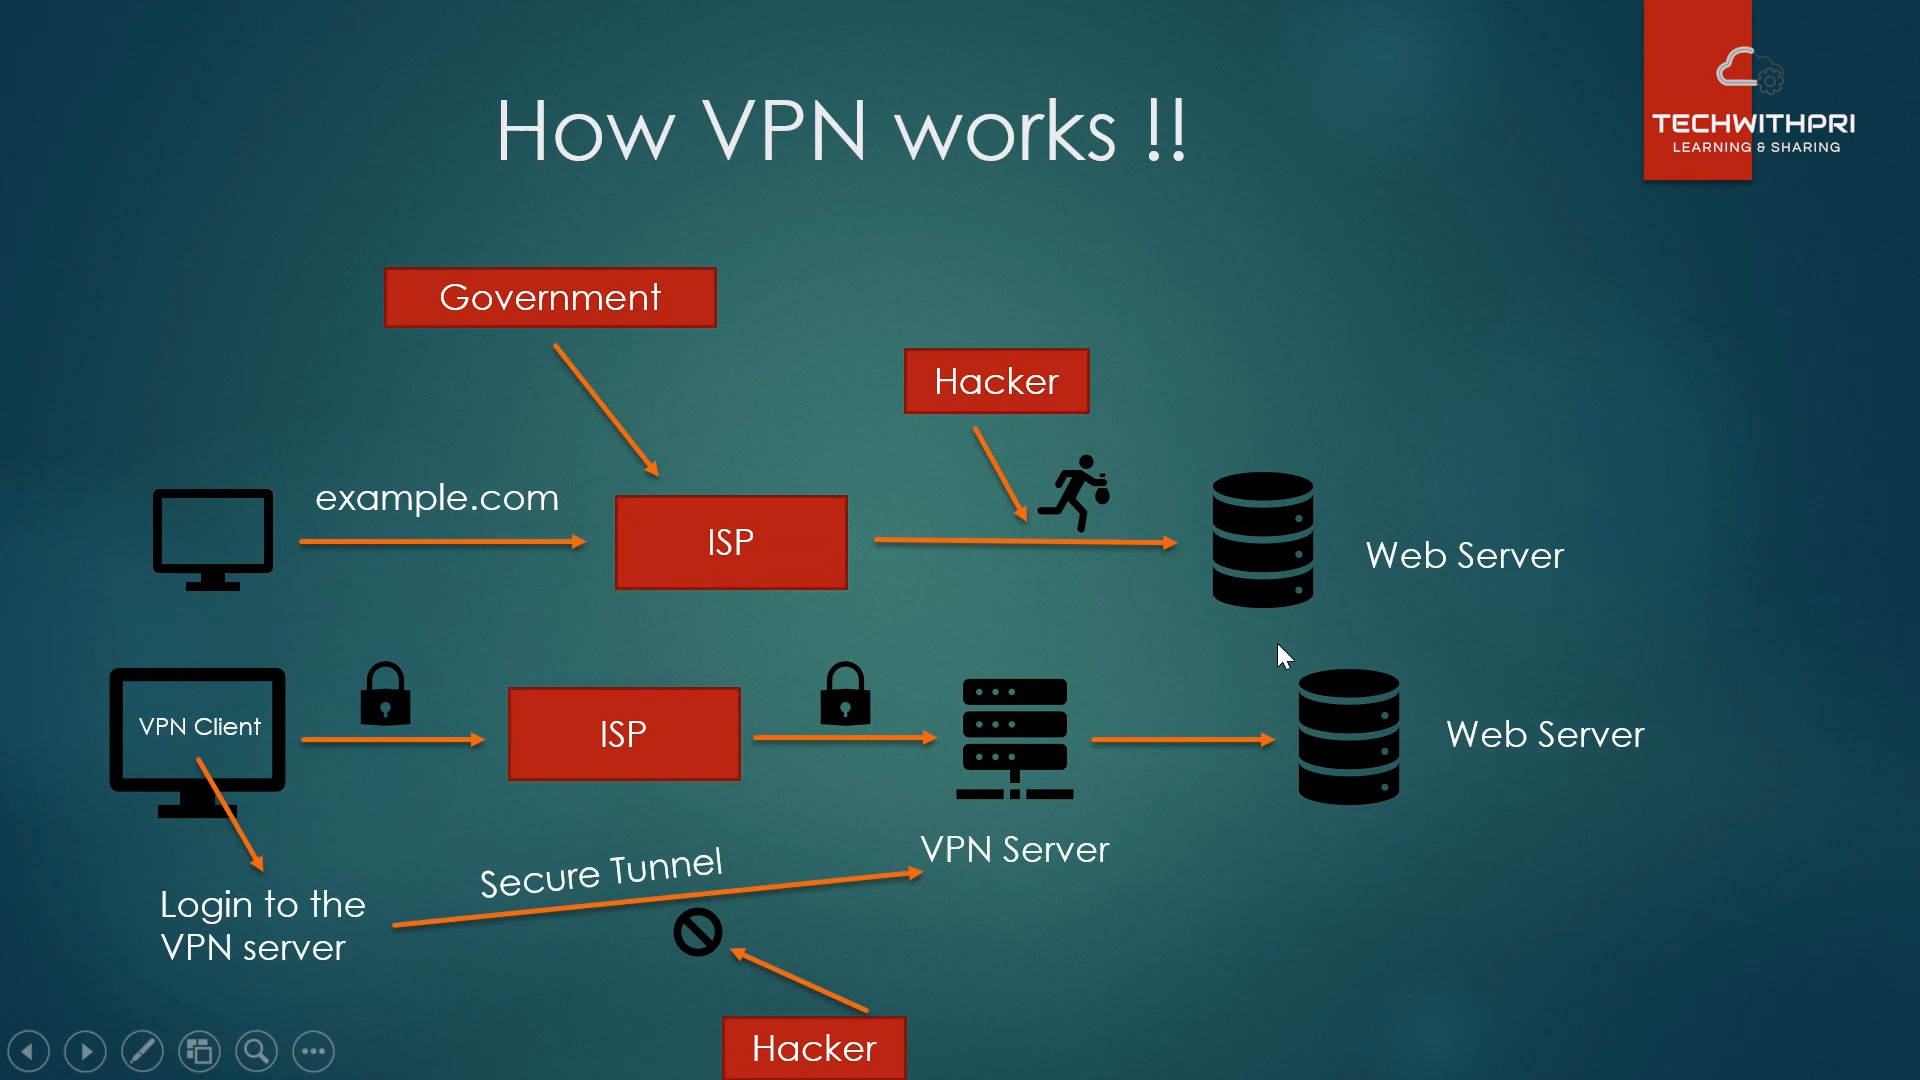 How VPN works !!
TECHWITHPRI
LEARNING & SHARING
Government
Hacker
example.com
ISP
Web Server
VPN Client
ISP
Web Server
VPN Server
Secure Tunnel
Login to the
VPN server
Hacker